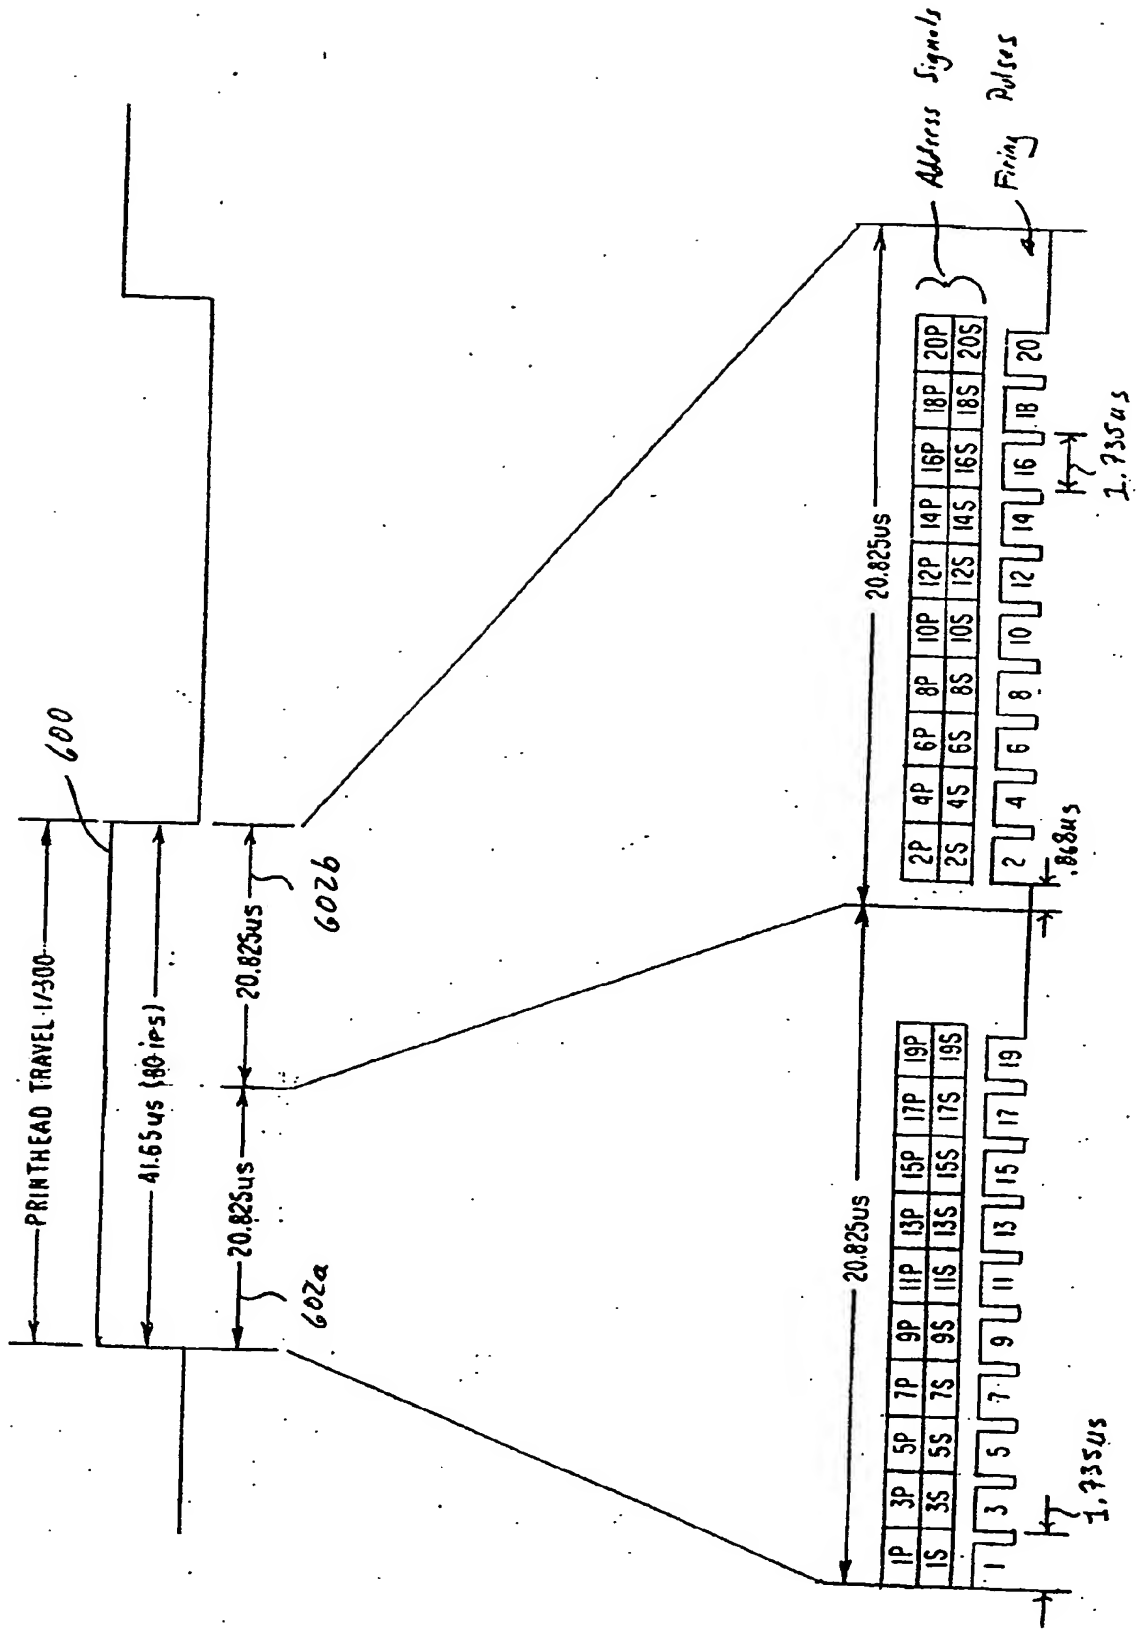 PRINTHEAD TRAVEL 1/300
600
41.65us (80 ips)
20.825us
20.825us
602a
602b
20.825us
20.825us
1P 3P 5P 7P 9P 11P 13P 15P 17P 19P
1S 3S 5S 7S 9S 11S 13S 15S 17S 19S
1 3 5 7 9 11 13 15 17 19
1.735us
2P 4P 6P 8P 10P 12P 14P 16P 18P 20P
2S 4S 6S 8S 10S 12S 14S 16S 18S 20S
2 4 6 8 10 12 14 16 18 20
.868us
1.735us
Address Signals
Firing Pulses